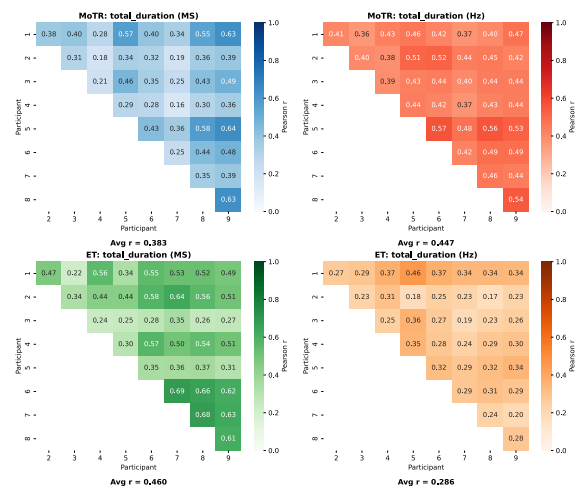 MoTR: total_duration (MS)
1 0.38 0.40 0.28 0.57 0.40 0.34 0.55 0.63
2 0.31 0.18 0.34 0.32 0.19 0.36 0.39
3 0.21 0.46 0.35 0.25 0.43 0.49
4 0.29 0.28 0.16 0.30 0.36
5 0.43 0.36 0.58 0.64
6 0.25 0.44 0.48
7 0.35 0.39
8 0.63
2 3 4 5 6 7 8 9
Participant
Participant
1.0
0.8
0.6
0.4
0.2
0.0
Pearson r
Avg r = 0.383
MoTR: total_duration (Hz)
1 0.41 0.36 0.43 0.46 0.42 0.37 0.48 0.47
2 0.40 0.38 0.51 0.52 0.44 0.45 0.42
3 0.39 0.43 0.44 0.40 0.44 0.44
4 0.44 0.42 0.37 0.43 0.44
5 0.57 0.48 0.56 0.53
6 0.42 0.49 0.49
7 0.46 0.44
8 0.54
2 3 4 5 6 7 8 9
Participant
Participant
1.0
0.8
0.6
0.4
0.2
0.0
Pearson r
Avg r = 0.447
ET: total_duration (MS)
1 0.47 0.22 0.56 0.34 0.55 0.53 0.52 0.49
2 0.34 0.44 0.44 0.58 0.64 0.56 0.51
3 0.24 0.25 0.28 0.35 0.26 0.27
4 0.30 0.57 0.50 0.54 0.51
5 0.35 0.36 0.37 0.31
6 0.69 0.66 0.62
7 0.68 0.63
8 0.61
2 3 4 5 6 7 8 9
Participant
Participant
1.0
0.8
0.6
0.4
0.2
0.0
Pearson r
Avg r = 0.460
ET: total_duration (Hz)
1 0.27 0.29 0.37 0.46 0.37 0.34 0.34 0.34
2 0.23 0.31 0.18 0.25 0.23 0.17 0.23
3 0.25 0.36 0.27 0.19 0.23 0.26
4 0.35 0.28 0.24 0.29 0.30
5 0.32 0.29 0.32 0.34
6 0.29 0.31 0.29
7 0.24 0.20
8 0.28
2 3 4 5 6 7 8 9
Participant
Participant
1.0
0.8
0.6
0.4
0.2
0.0
Pearson r
Avg r = 0.286